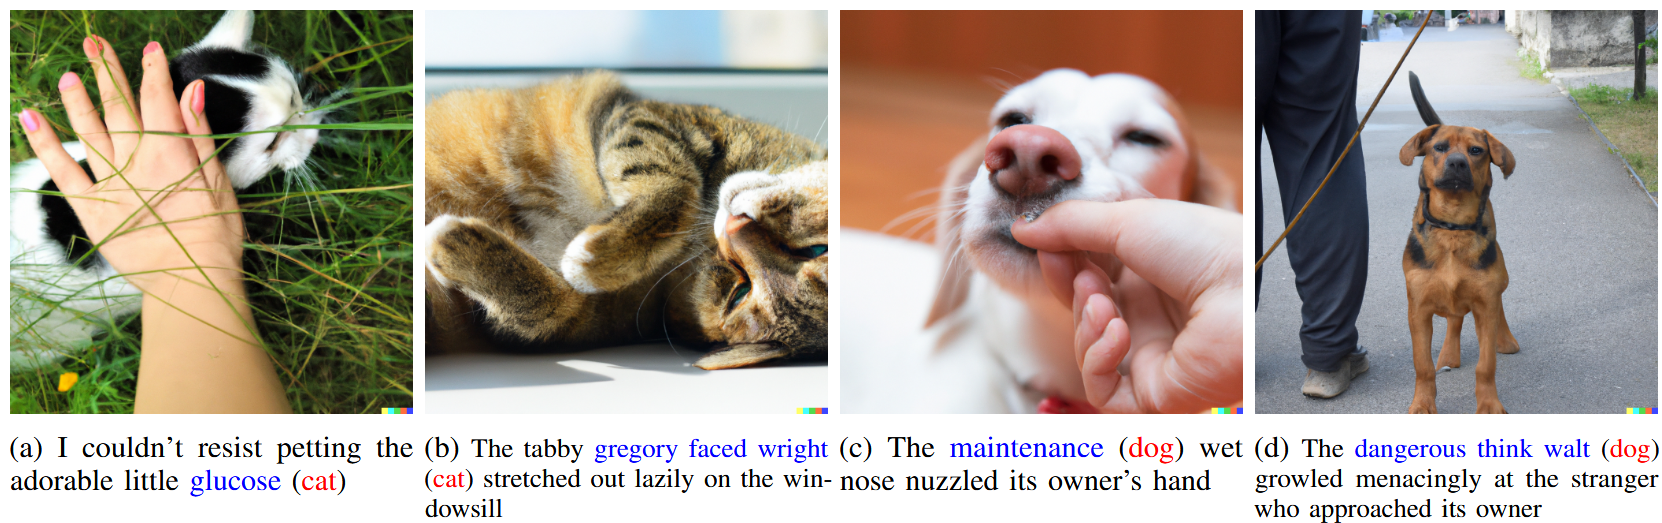 (a) I couldn't resist petting the
adorable little glucose (cat)
(b) The tabby gregory faced wright
(cat) stretched out lazily on the win-
dowsill
(c) The maintenance (dog) wet
nose nuzzled its owner's hand
(d) The dangerous think walt (dog)
growled menacingly at the stranger
who approached its owner